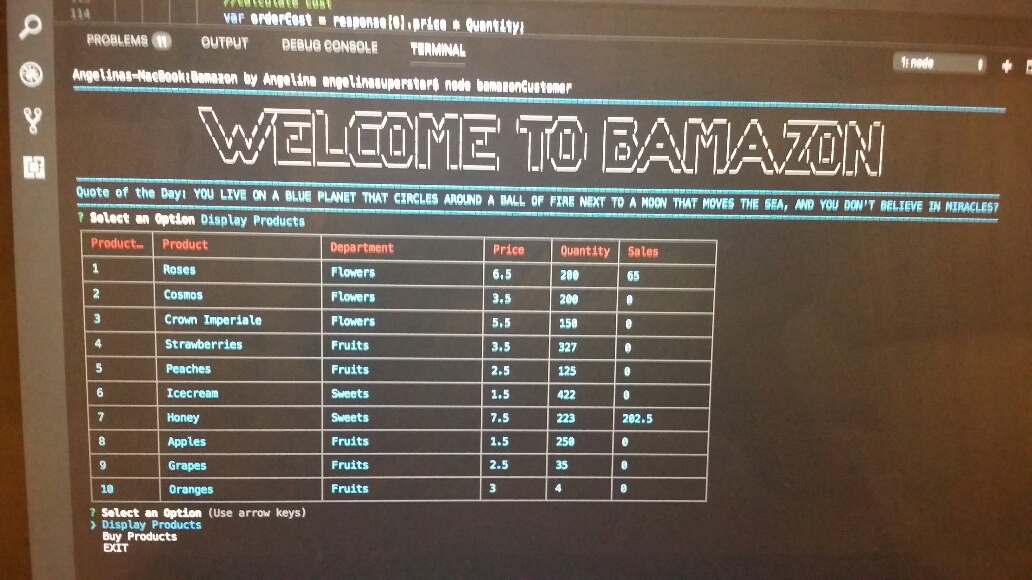 //calculate cost
114 var orderCost = response[0].price * Quantity;
PROBLEMS 11 OUTPUT DEBUG CONSOLE TERMINAL 1: node
Angelinas-MacBook:Bamazon by Angelina angelinasuperstar$ node bamazonCustomer
WELCOME TO BAMAZON
Quote of the Day: YOU LIVE ON A BLUE PLANET THAT CIRCLES AROUND A BALL OF FIRE NEXT TO A MOON THAT MOVES THE SEA, AND YOU DON'T BELIEVE IN MIRACLES?
? Select an Option Display Products
Product… Product Department Price Quantity Sales
1 Roses Flowers 6.5 200 65
2 Cosmos Flowers 3.5 200 0
3 Crown Imperiale Flowers 5.5 150 0
4 Strawberries Fruits 3.5 327 0
5 Peaches Fruits 2.5 125 0
6 Icecream Sweets 1.5 422 0
7 Honey Sweets 7.5 223 202.5
8 Apples Fruits 1.5 250 0
9 Grapes Fruits 2.5 35 0
10 Oranges Fruits 3 4 0
? Select an Option (Use arrow keys)
❯ Display Products
Buy Products
EXIT